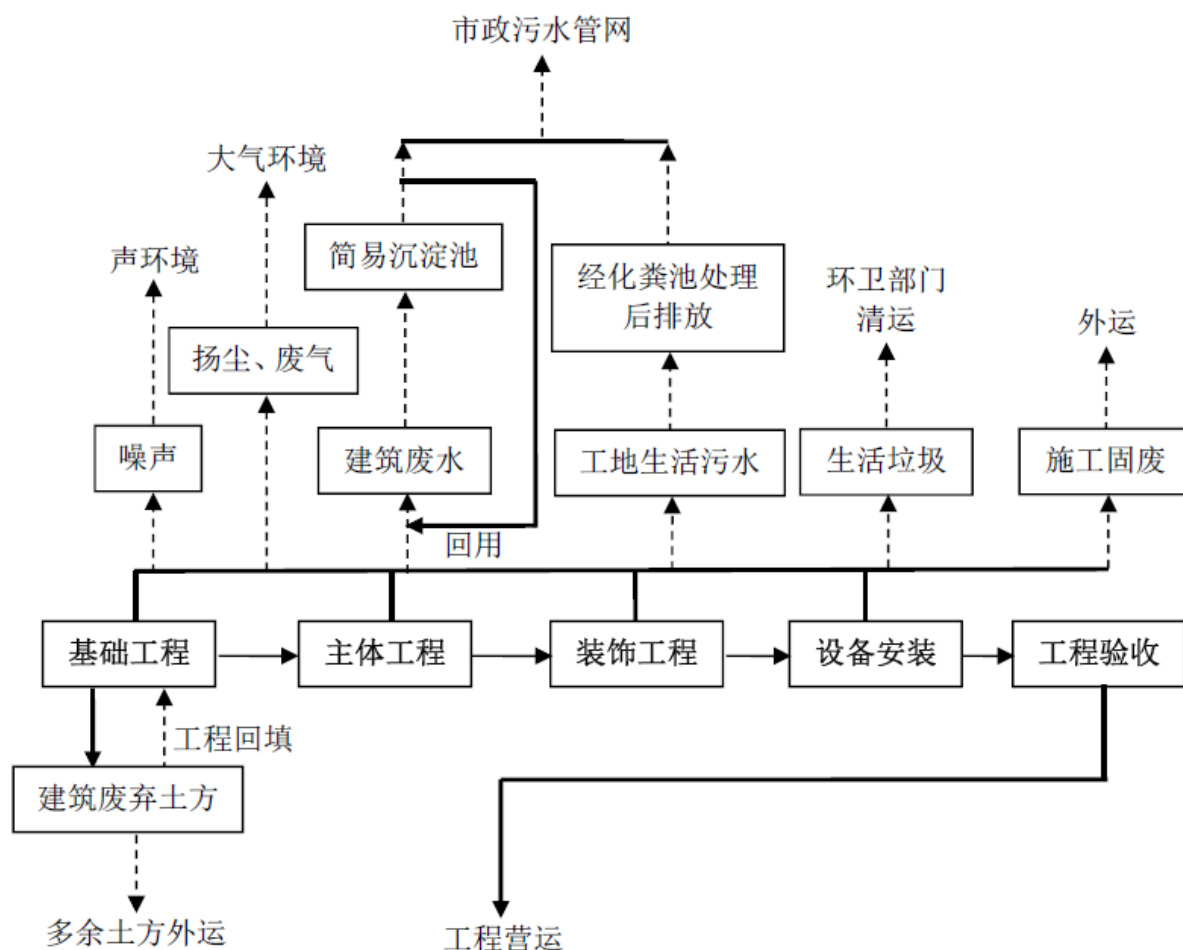 市政污水管网
大气环境
声环境
简易沉淀池
经化粪池处理
后排放
环卫部门
清运
外运
扬尘、废气
噪声
建筑废水
工地生活污水
生活垃圾
施工固废
回用
基础工程
主体工程
装饰工程
设备安装
工程验收
工程回填
建筑废弃土方
多余土方外运
工程营运